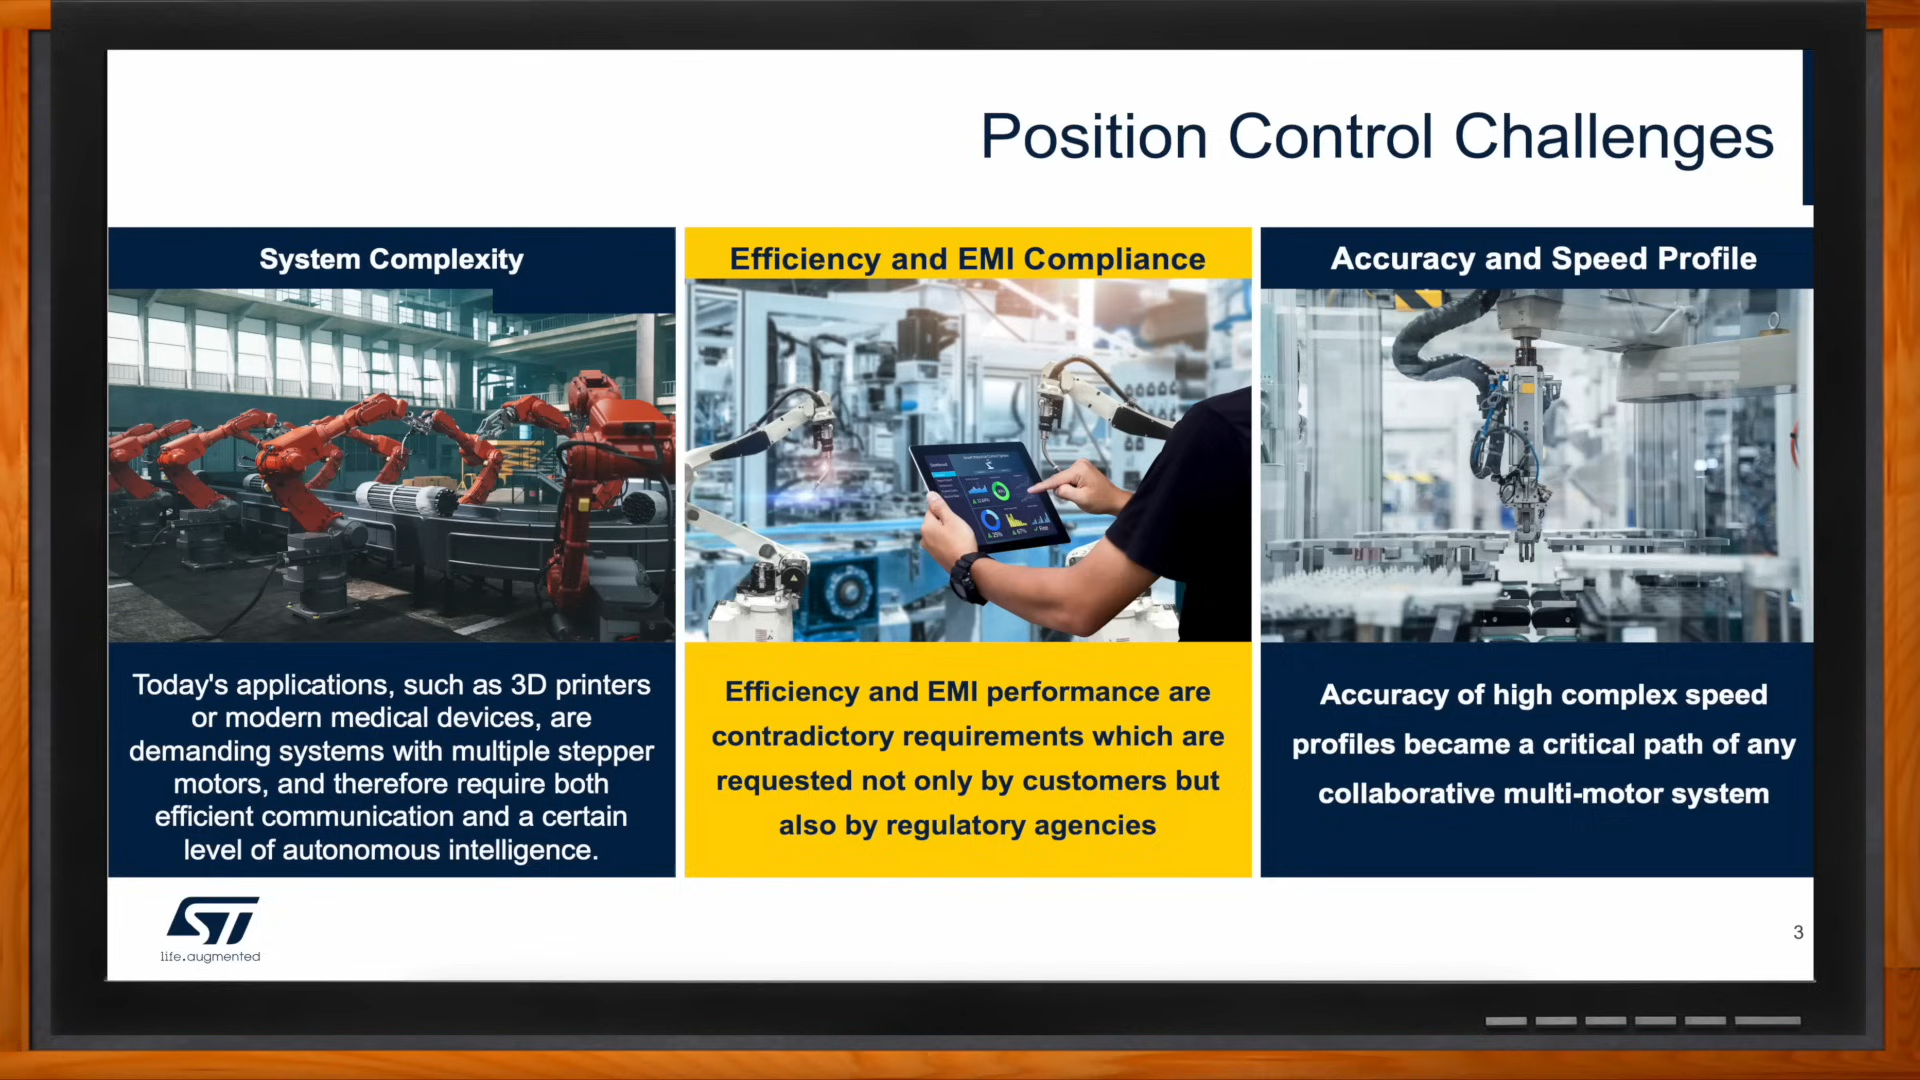 Position Control Challenges
System Complexity
Today's applications, such as 3D printers
or modern medical devices, are
demanding systems with multiple stepper
motors, and therefore require both
efficient communication and a certain
level of autonomous intelligence.
Efficiency and EMI Compliance
Efficiency and EMI performance are
contradictory requirements which are
requested not only by customers but
also by regulatory agencies
Accuracy and Speed Profile
Accuracy of high complex speed
profiles became a critical path of any
collaborative multi-motor system
ST
life.augmented
3